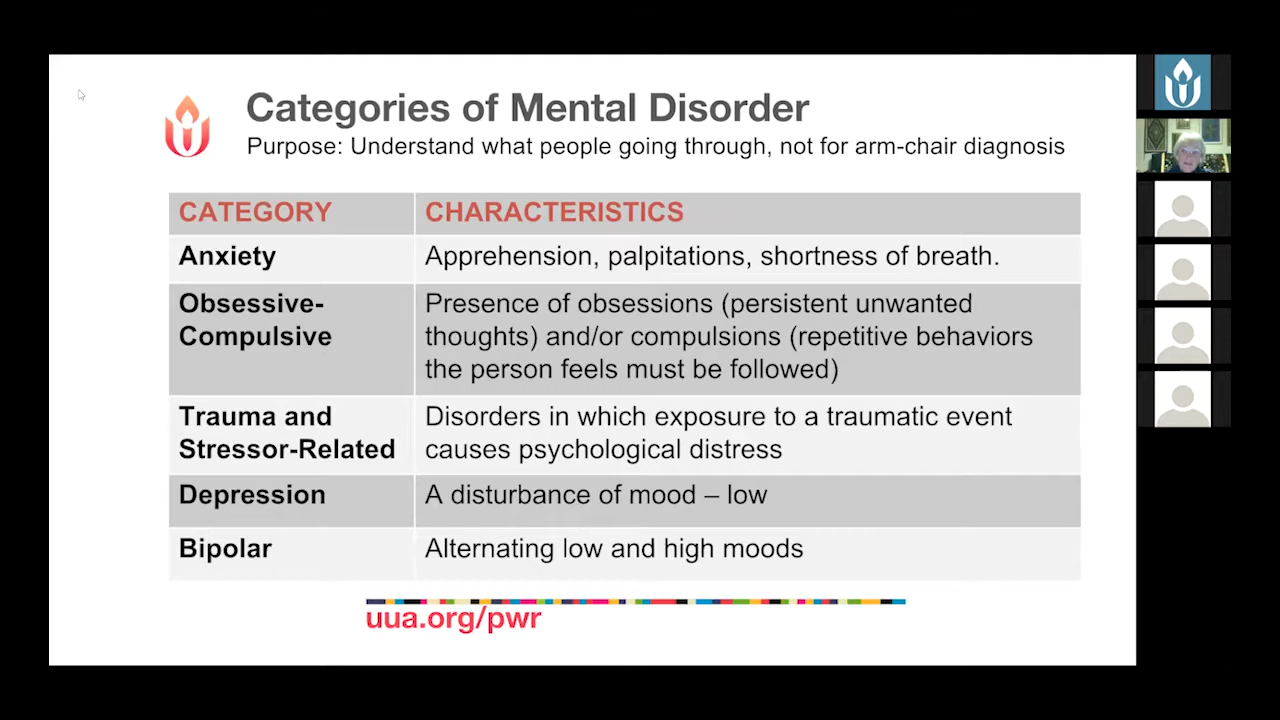 Categories of Mental Disorder
Purpose: Understand what people going through, not for arm-chair diagnosis
CATEGORY
CHARACTERISTICS
Anxiety
Apprehension, palpitations, shortness of breath.
Obsessive-
Compulsive
Presence of obsessions (persistent unwanted
thoughts) and/or compulsions (repetitive behaviors
the person feels must be followed)
Trauma and
Stressor-Related
Disorders in which exposure to a traumatic event
causes psychological distress
Depression
A disturbance of mood – low
Bipolar
Alternating low and high moods
uua.org/pwr